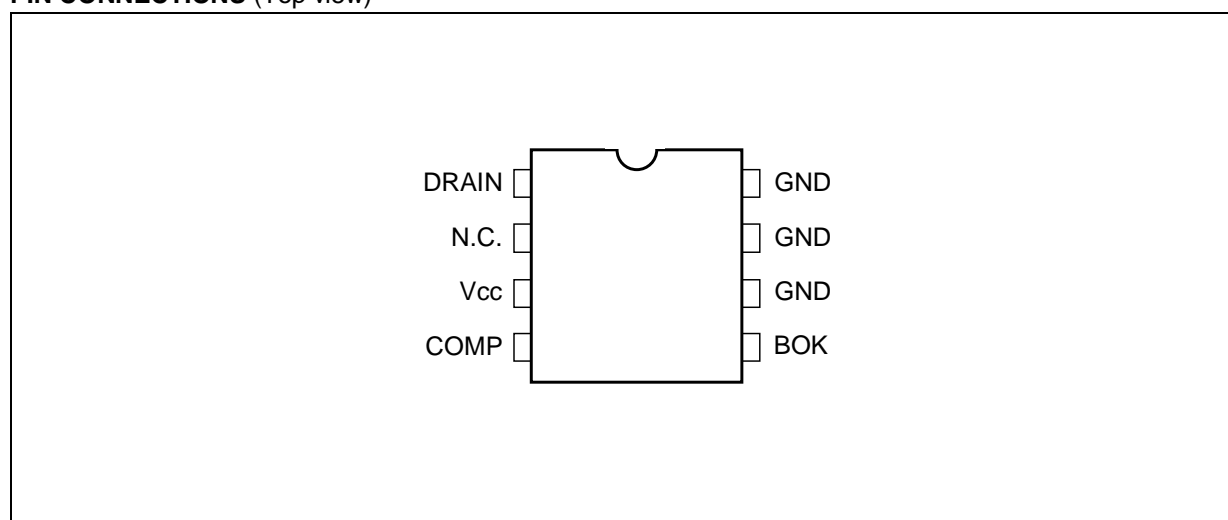 PIN CONNECTIONS (Top view)
DRAIN GND
N.C. GND
Vcc GND
COMP BOK